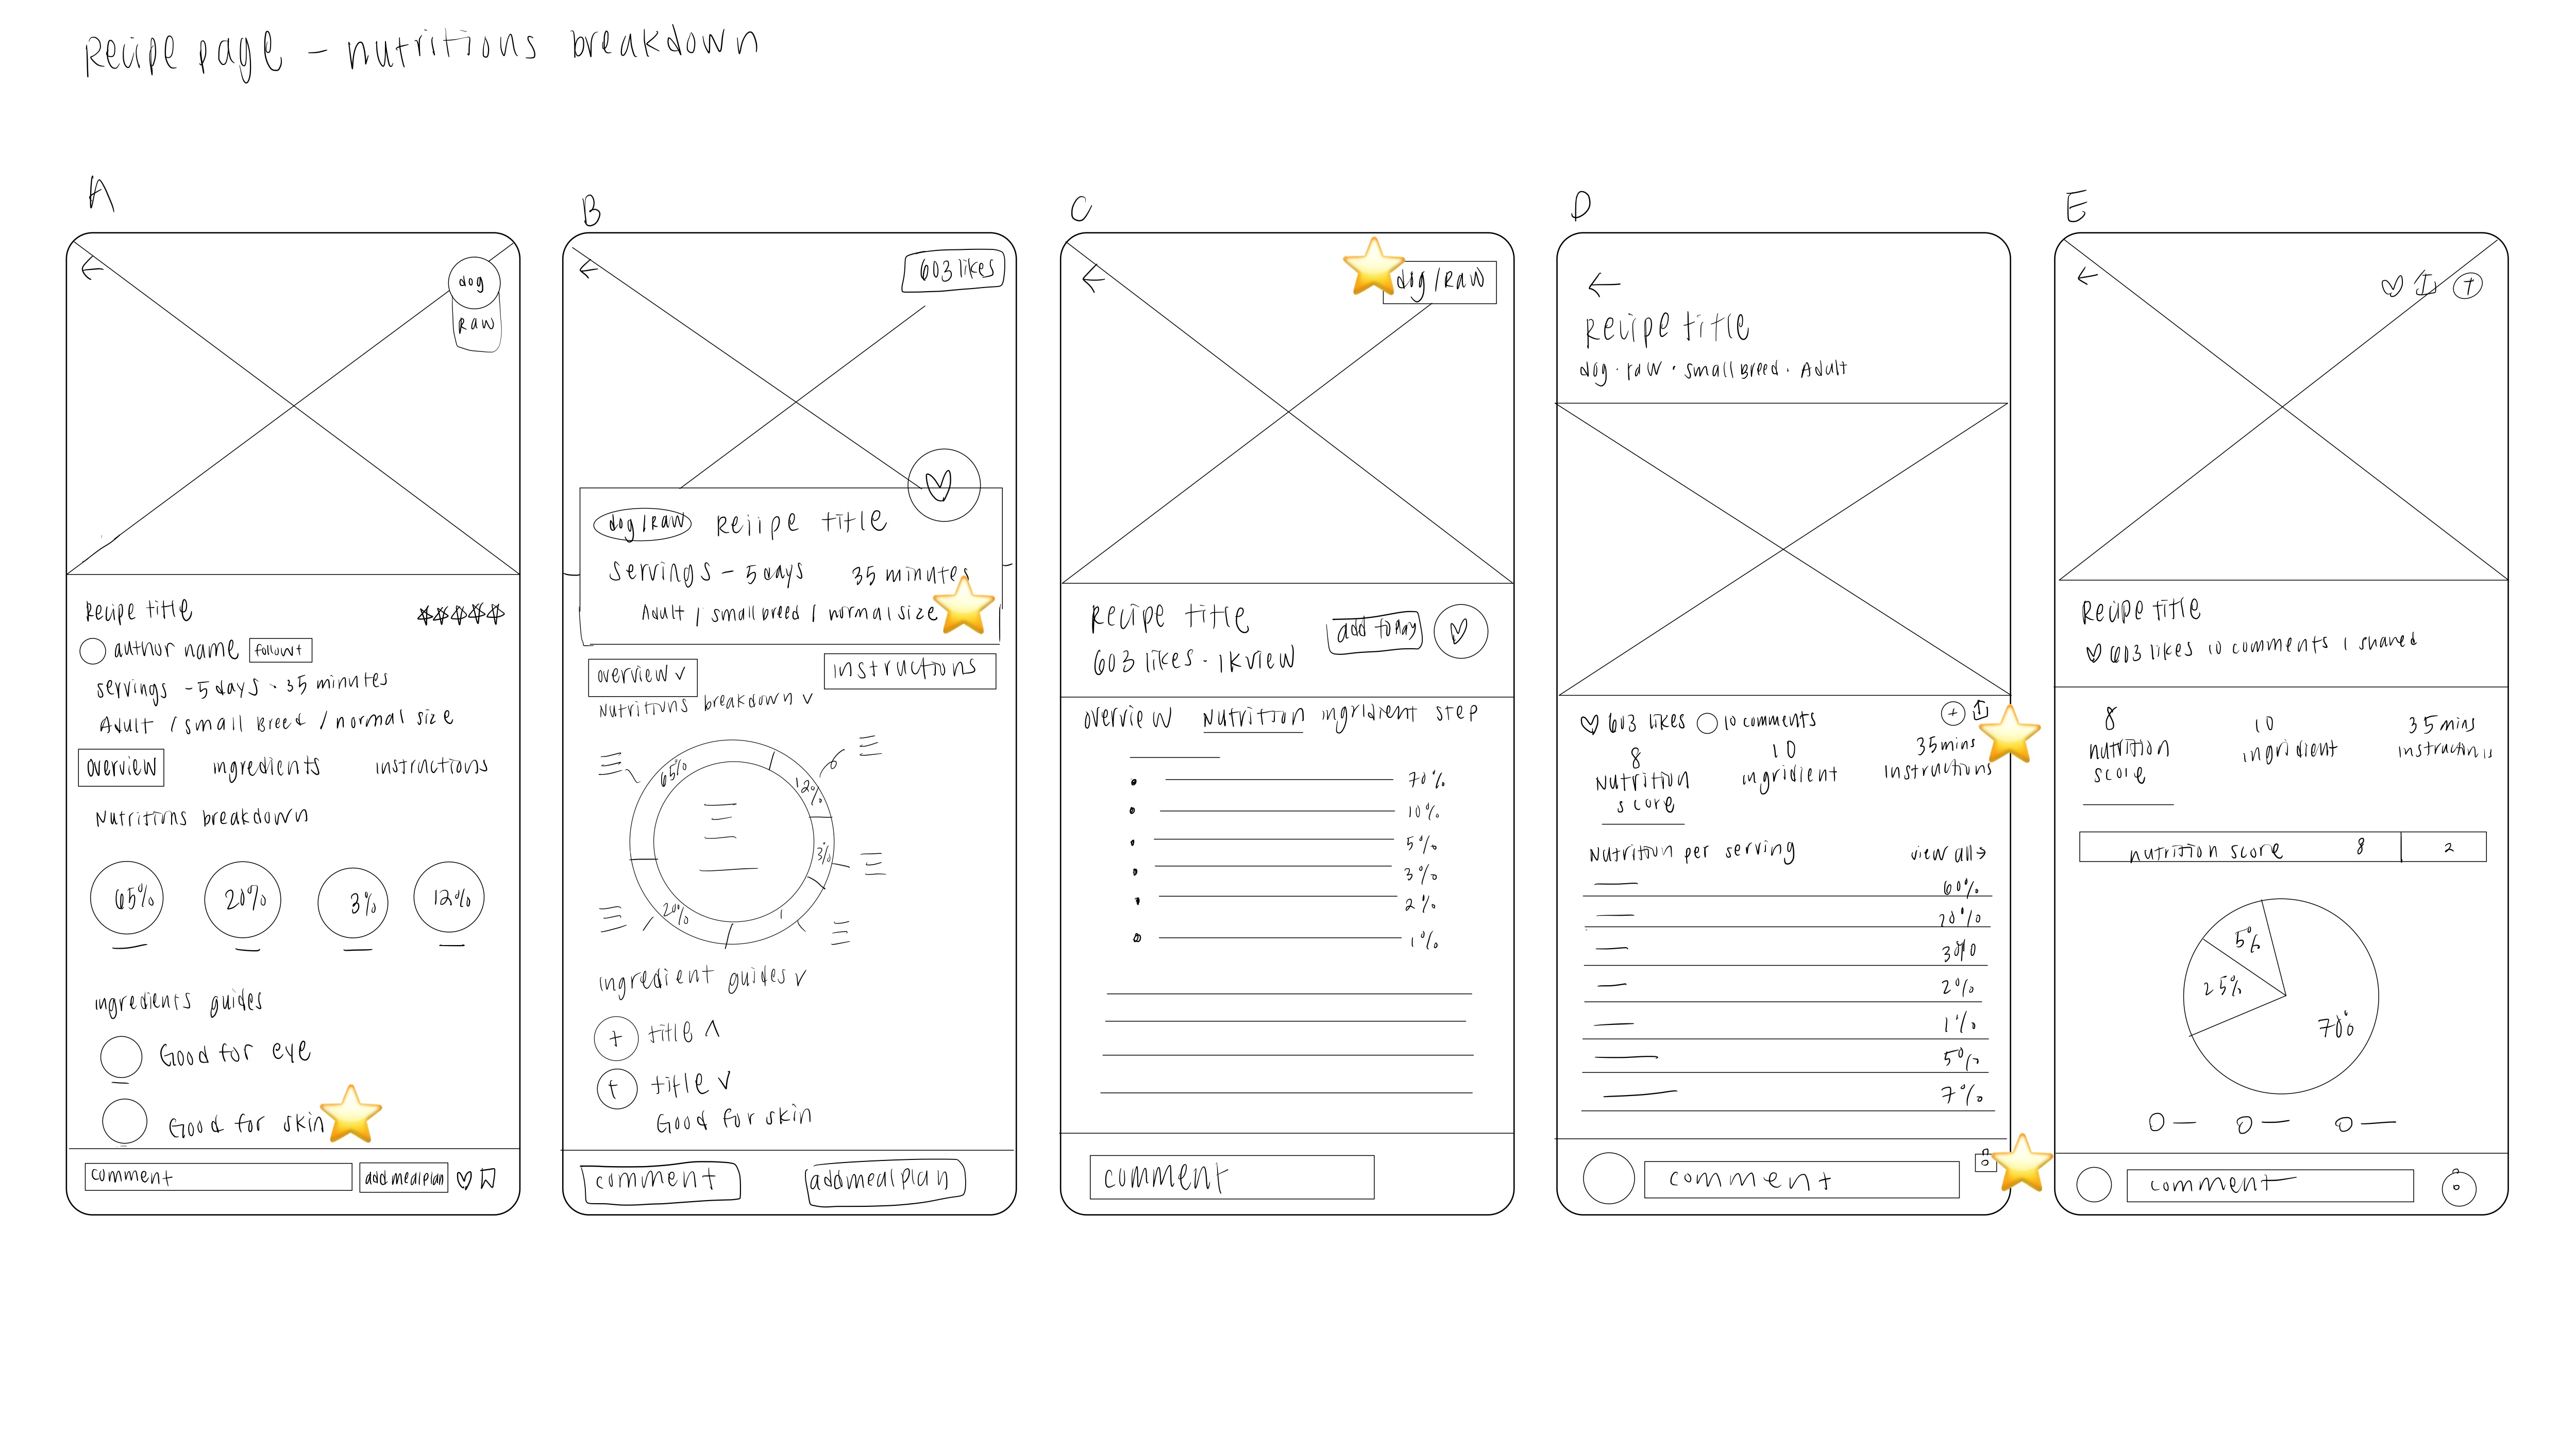 Recipe page - nutritions breakdown
A
←
dog
RAW
Recipe title
author name follow+
servings - 5 days - 35 minutes
Adult / small Breed / normal size
overview ingredients instructions
Nutritions breakdown
65% 20% 3% 12%
ingredients guides
Good for eye
Good for skin
comment add meal plan
B
←
603 likes
dog/RAW Recipe title
servings - 5 days 35 minutes
Adult / small breed / normal size
overview ✓ instructions
Nutritions breakdown ∨
65%
12%
3%
20%
ingredient guides ∨
+ title ∧
+ title ∨
Good for skin
comment add meal plan
C
←
dog/RAW
Recipe title
add to play
603 likes - 1K view
overview Nutrition ingridient step
70%
10%
5%
3%
2%
1%
comment
D
←
Recipe title
dog · raw · small Breed · Adult
603 likes 10 comments +
8 10 35 mins
Nutrition score ingridient instructions
Nutrition per serving view all →
60%
20%
30%
2%
1%
5%
7%
comment
E
←
+
Recipe title
603 likes 10 comments 1 shared
8 10 35 mins
nutrition score ingridient instructions
nutrition score 8 2
5%
25%
70%
comment